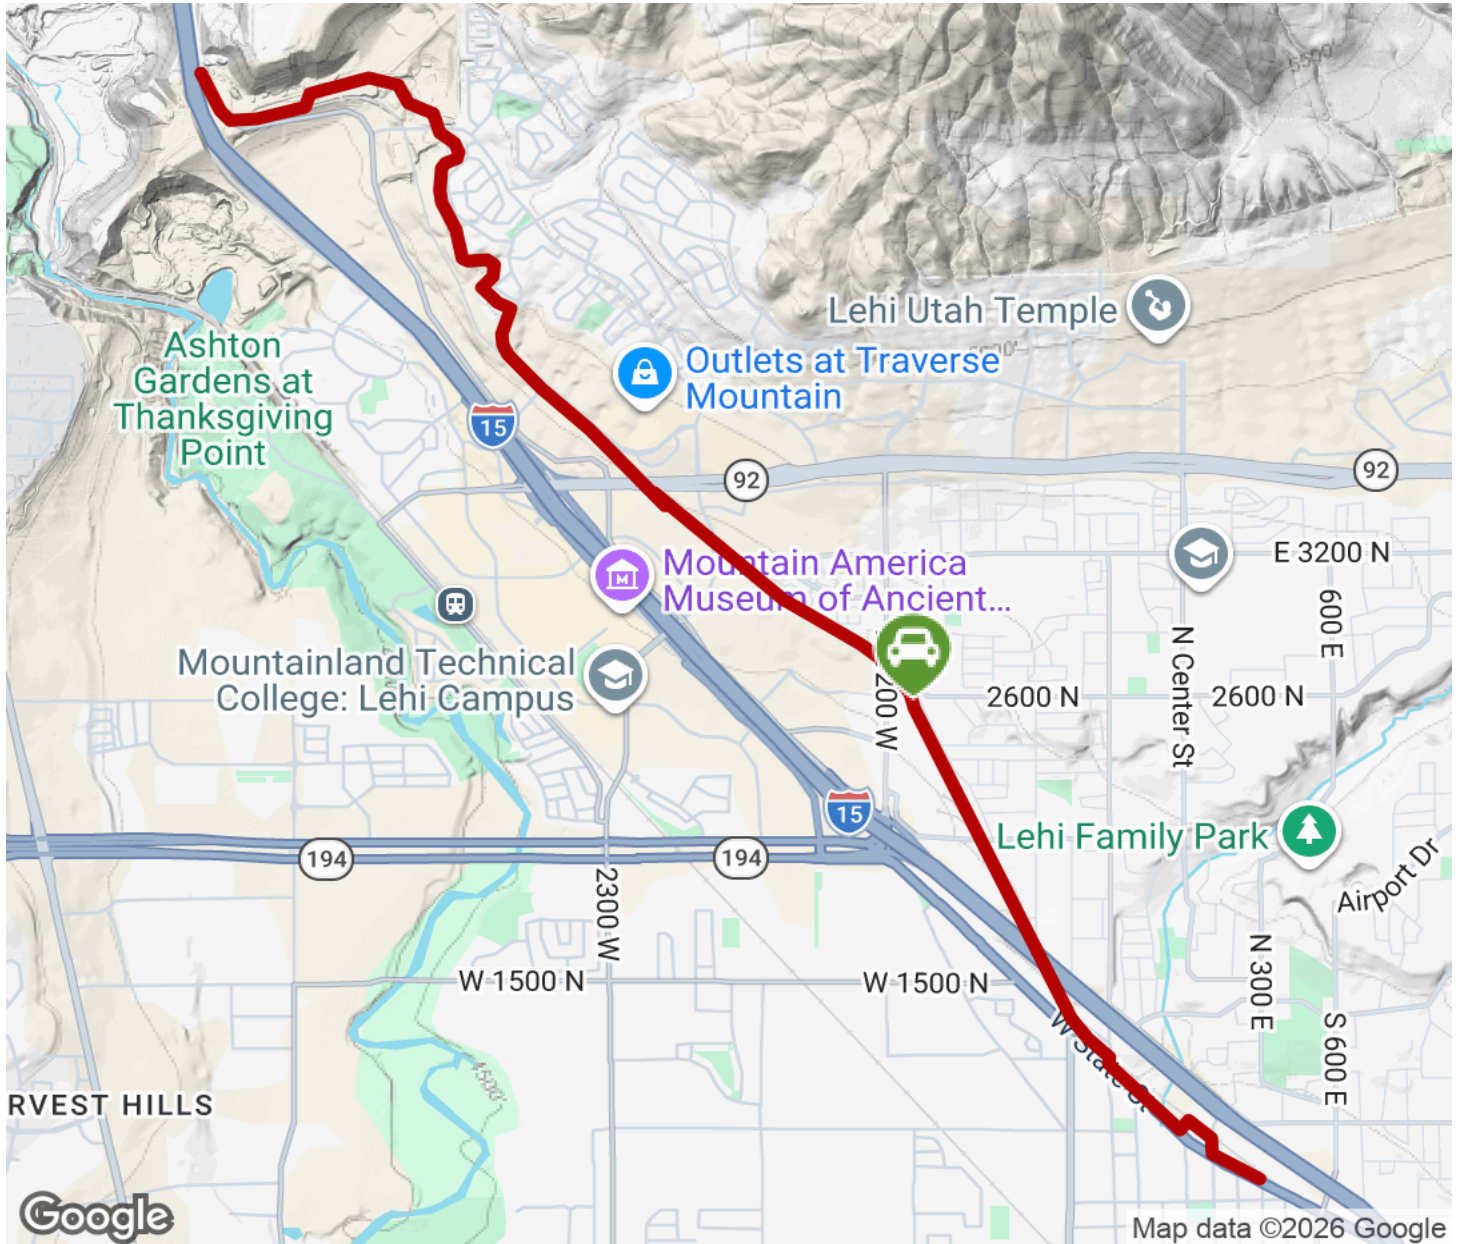 5500'
Lehi Utah Temple
Ashton
Gardens at
Thanksgiving
Point
Outlets at Traverse
Mountain
15
92
92
Mountain America
Museum of Ancient...
E 3200 N
600 E
N Center St
Mountainland Technical
College: Lehi Campus
200 W
2600 N
2600 N
15
Lehi Family Park
Airport Dr
194
194
2300 W
N 300 E
W 1500 N
W 1500 N
S 600 E
W State St
4500'
RVEST HILLS
Google
Map data ©2026 Google